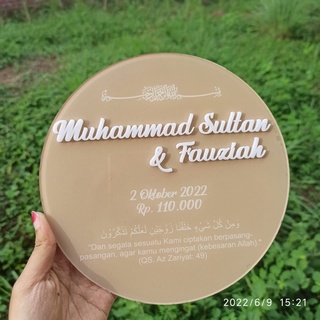 Muhammad Sultan
& Fauziah
2 Oktober 2022
Rp. 110.000
وَمِنْ كُلِّ شَيْءٍ خَلَقْنَا زَوْجَيْنِ لَعَلَّكُمْ تَذَكَّرُوْنَ
"Dan segala sesuatu Kami ciptakan berpasang-
pasangan, agar kamu mengingat (kebesaran Allah)."
(QS. Az Zariyat: 49)
2022/6/9 15:21